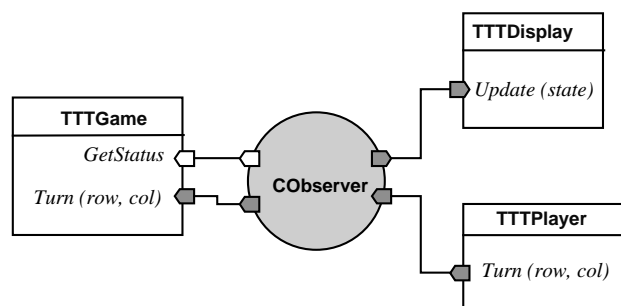 TTTGame
GetStatus
Turn (row, col)
CObserver
TTTDisplay
Update (state)
TTTPlayer
Turn (row, col)